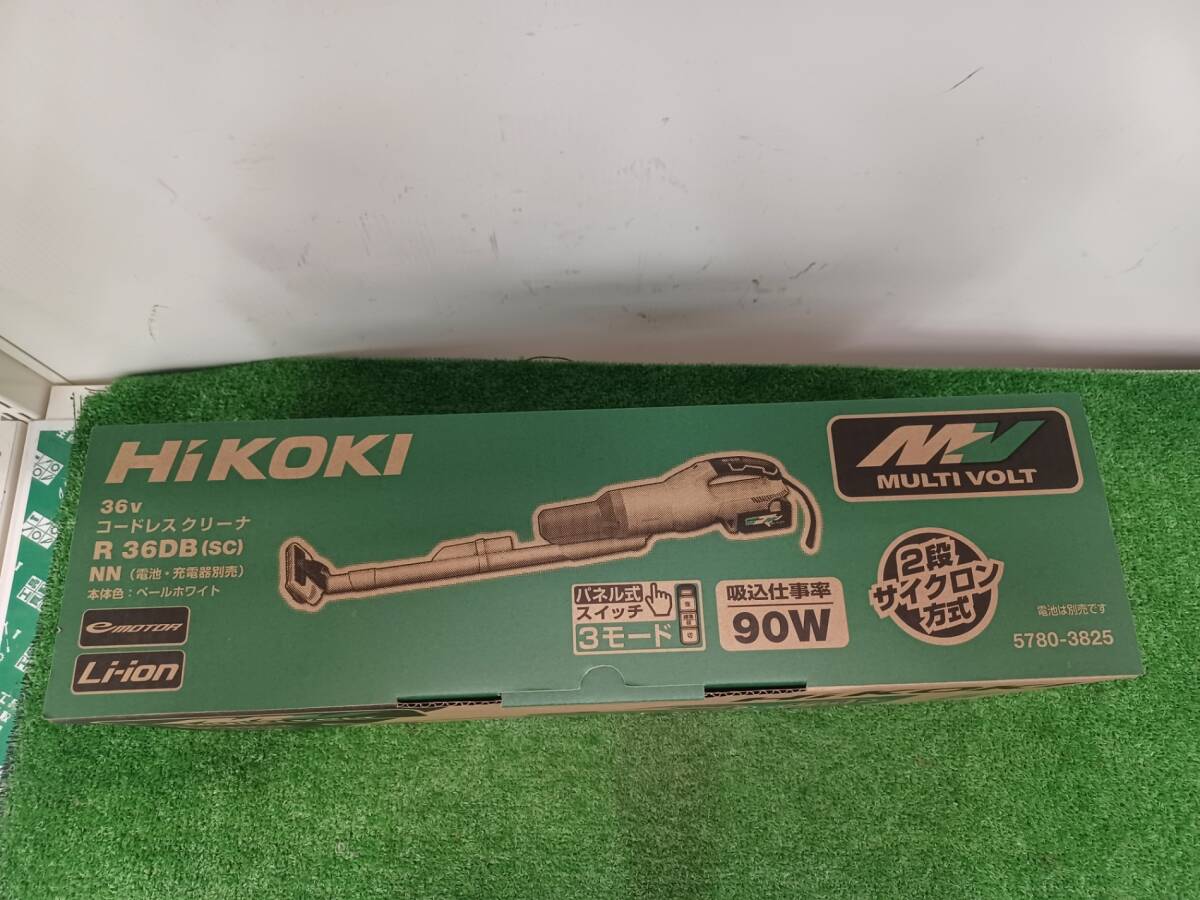 HiKOKI
36v
コードレスクリーナ
R 36DB (SC)
NN (電池・充電器別売)
本体色：ペールホワイト
e MOTOR
Li-ion
パネル式
スイッチ
3モード
吸込仕事率
90W
2段
サイクロン
方式
MV
MULTI VOLT
電池は別売です
5780-3825